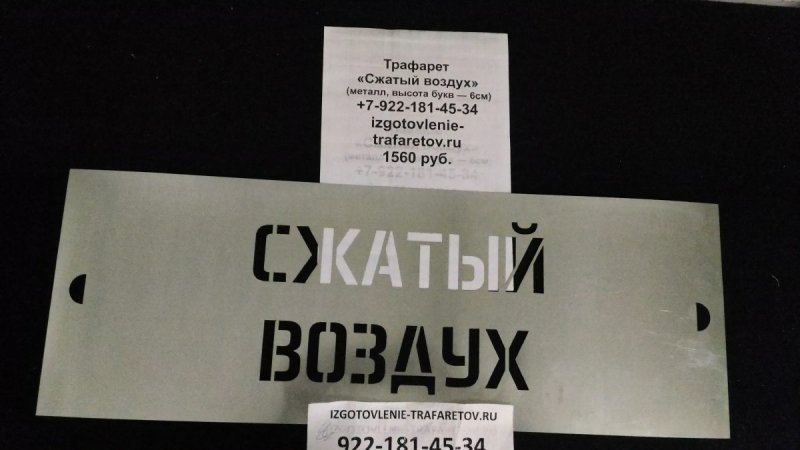 Трафарет
«Сжатый воздух»
(металл, высота букв — 6см)
+7-922-181-45-34
izgotovlenie-
trafaretov.ru
1560 руб.
СЖАТЫЙ
ВОЗДУХ
IZGOTOVLENIE-TRAFARETOV.RU
922-181-45-34